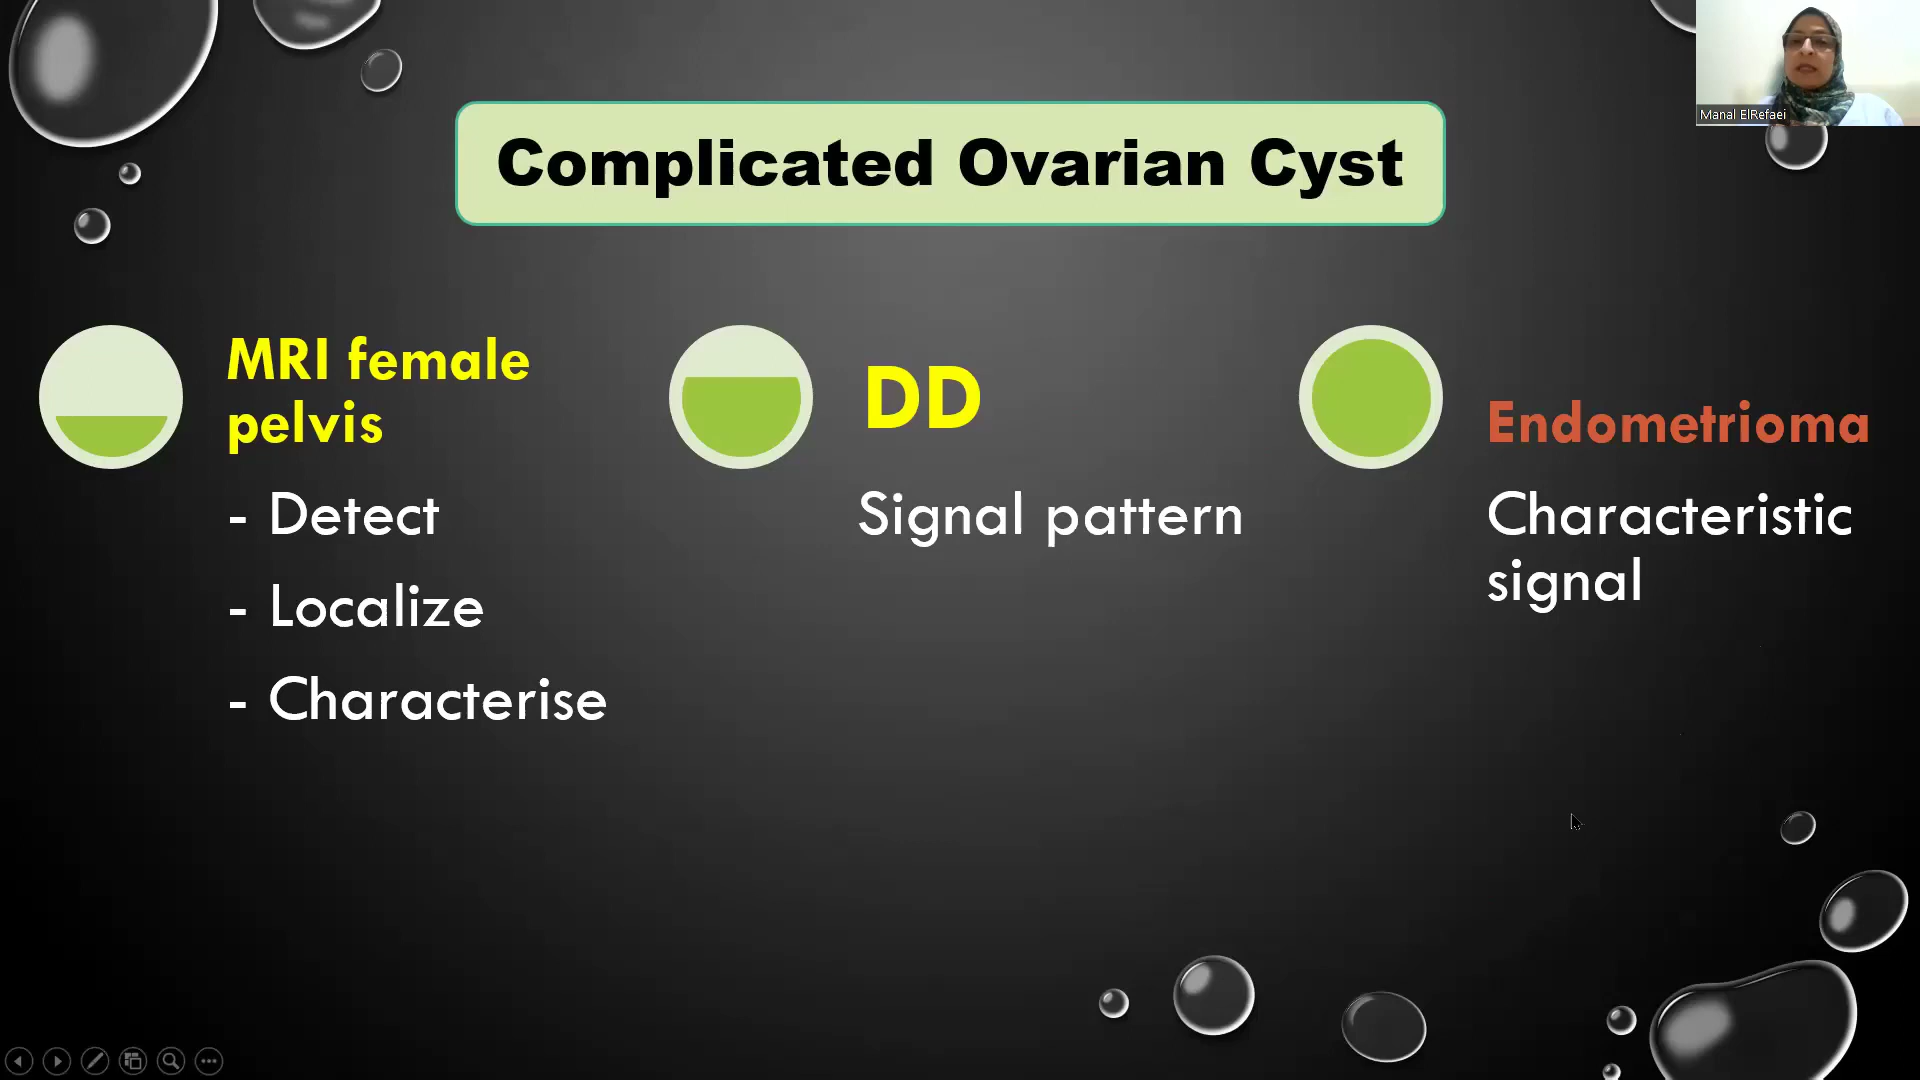 Manal ElRefaei
Complicated Ovarian Cyst
MRI female
pelvis
- Detect
- Localize
- Characterise
DD
Signal pattern
Endometrioma
Characteristic
signal